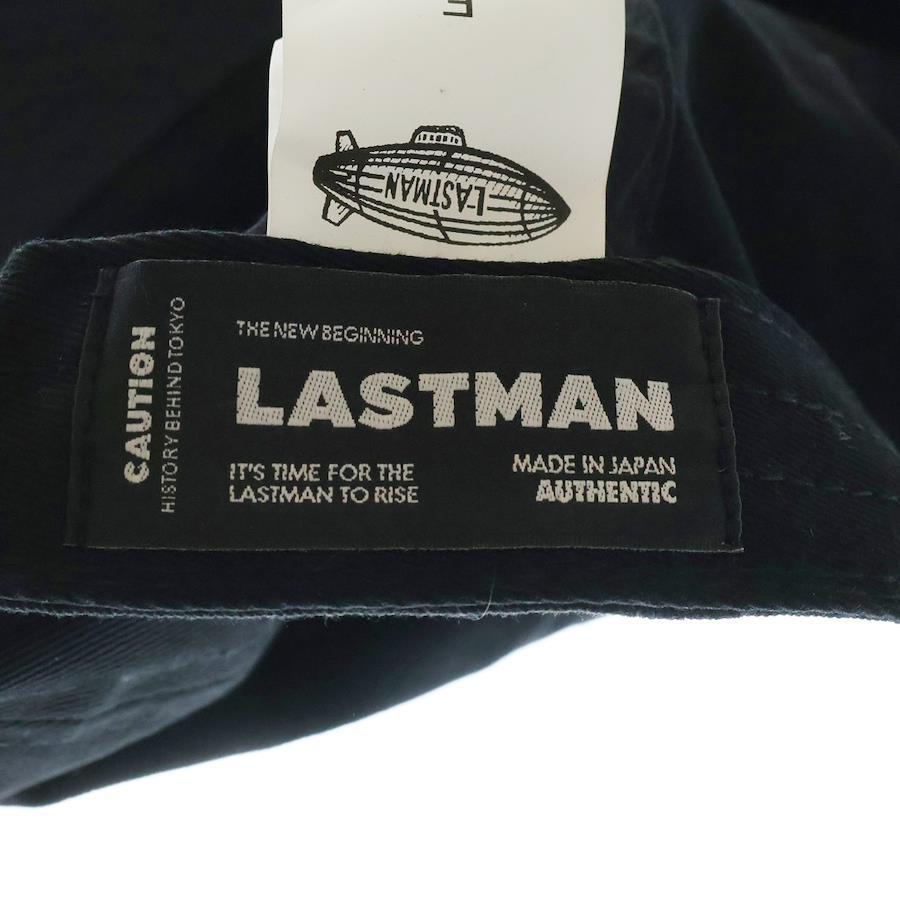 LASTMAN
CAUTION
HISTORY BEHIND TOKYO
THE NEW BEGINNING
LASTMAN
IT'S TIME FOR THE
LASTMAN TO RISE
MADE IN JAPAN
AUTHENTIC